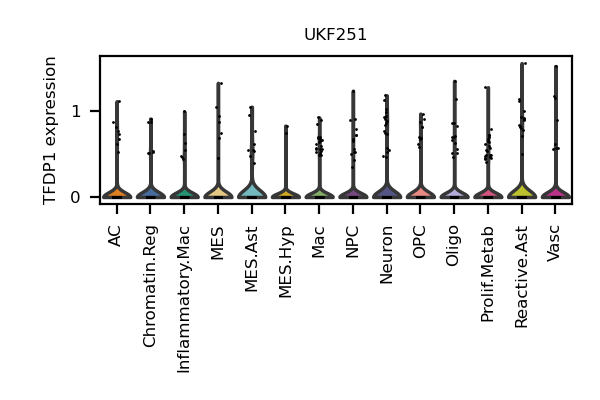 UKF251
TFDP1 expression
1
0
AC
Chromatin.Reg
Inflammatory.Mac
MES
MES.Ast
MES.Hyp
Mac
NPC
Neuron
OPC
Oligo
Prolif.Metab
Reactive.Ast
Vasc